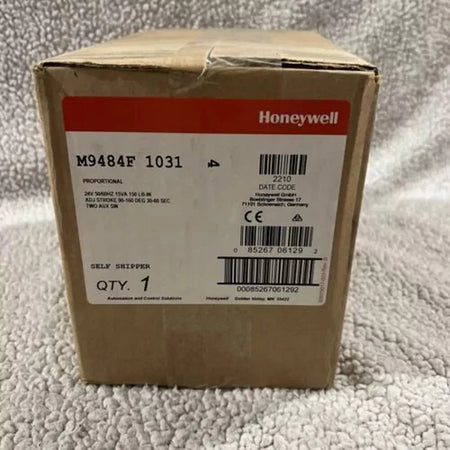 Honeywell
M9484F 1031 4
PROPORTIONAL
24V 50/60HZ 15VA 150 LB-IN
ADJ STROKE 90-160 DEG 30-60 SEC
TWO AUX SW
2210
DATE CODE
Honeywell GmbH
Boeblinger Strasse 17
71101 Schoenaich, Germany
CE
0 85267 06129 2
SELF SHIPPER
QTY. 1
00085267061292
Automation and Control Solutions Honeywell Golden Valley, MN 55422